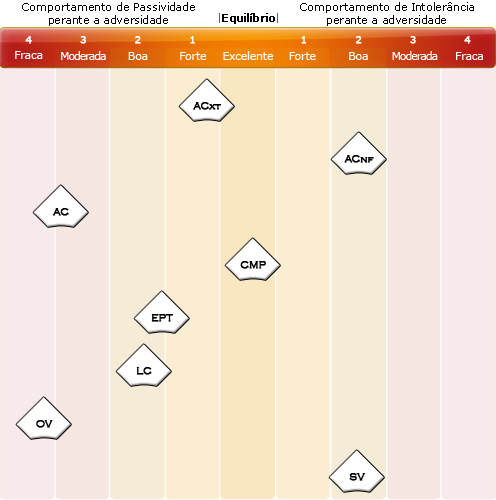 Comportamento de Passividade
perante a adversidade
|Equilíbrio|
Comportamento de Intolerância
perante a adversidade
4 3 2 1 1 2 3 4
Fraca Moderada Boa Forte Excelente Forte Boa Moderada Fraca
ACXT
ACNF
AC
CMP
EPT
LC
OV
SV